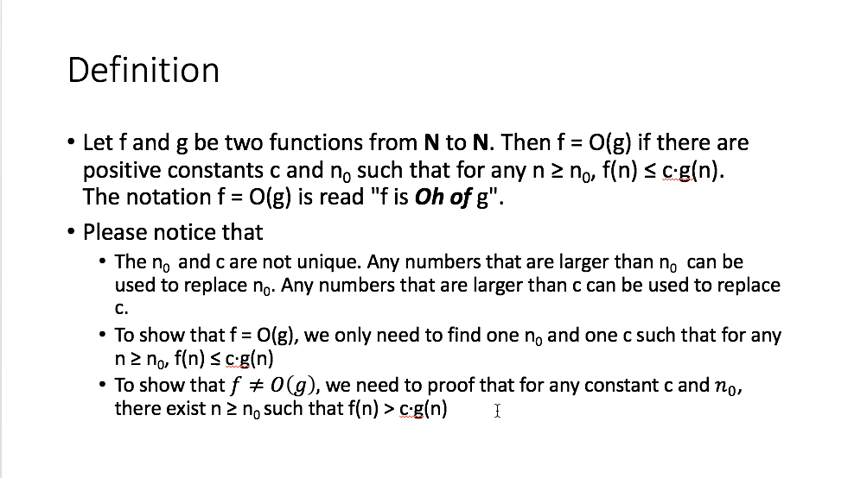 Definition
• Let f and g be two functions from N to N. Then f = O(g) if there are
positive constants c and n₀ such that for any n ≥ n₀, f(n) ≤ c·g(n).
The notation f = O(g) is read "f is Oh of g".
• Please notice that
• The n₀ and c are not unique. Any numbers that are larger than n₀ can be
used to replace n₀. Any numbers that are larger than c can be used to replace
c.
• To show that f = O(g), we only need to find one n₀ and one c such that for any
n ≥ n₀, f(n) ≤ c·g(n)
• To show that f ≠ O(g), we need to proof that for any constant c and n₀,
there exist n ≥ n₀ such that f(n) > c·g(n)